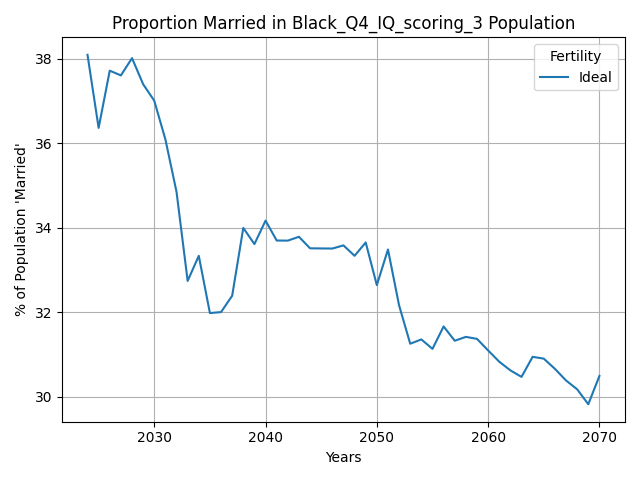 Proportion Married in Black_Q4_IQ_scoring_3 Population
% of Population 'Married'
38
36
34
32
30
Fertility
Ideal
2030 2040 2050 2060 2070
Years